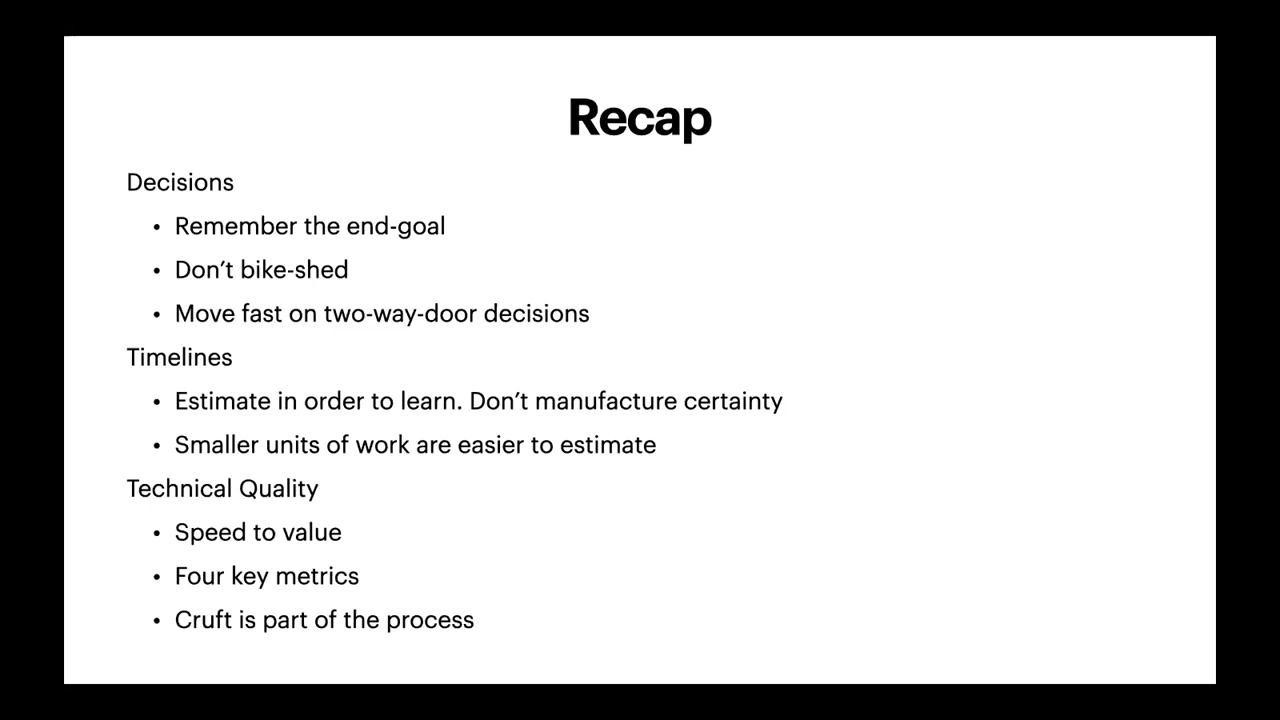 Recap
Decisions
• Remember the end-goal
• Don’t bike-shed
• Move fast on two-way-door decisions
Timelines
• Estimate in order to learn. Don’t manufacture certainty
• Smaller units of work are easier to estimate
Technical Quality
• Speed to value
• Four key metrics
• Cruft is part of the process